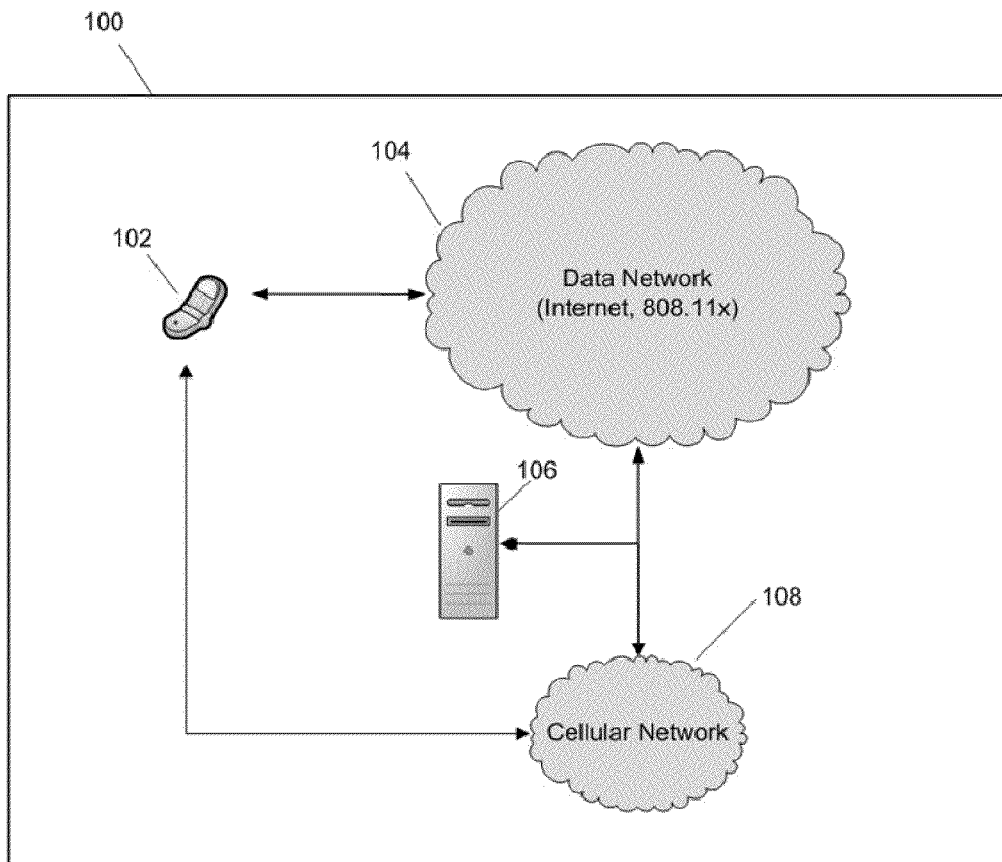 100
104
102
Data Network
(Internet, 808.11x)
106
108
Cellular Network